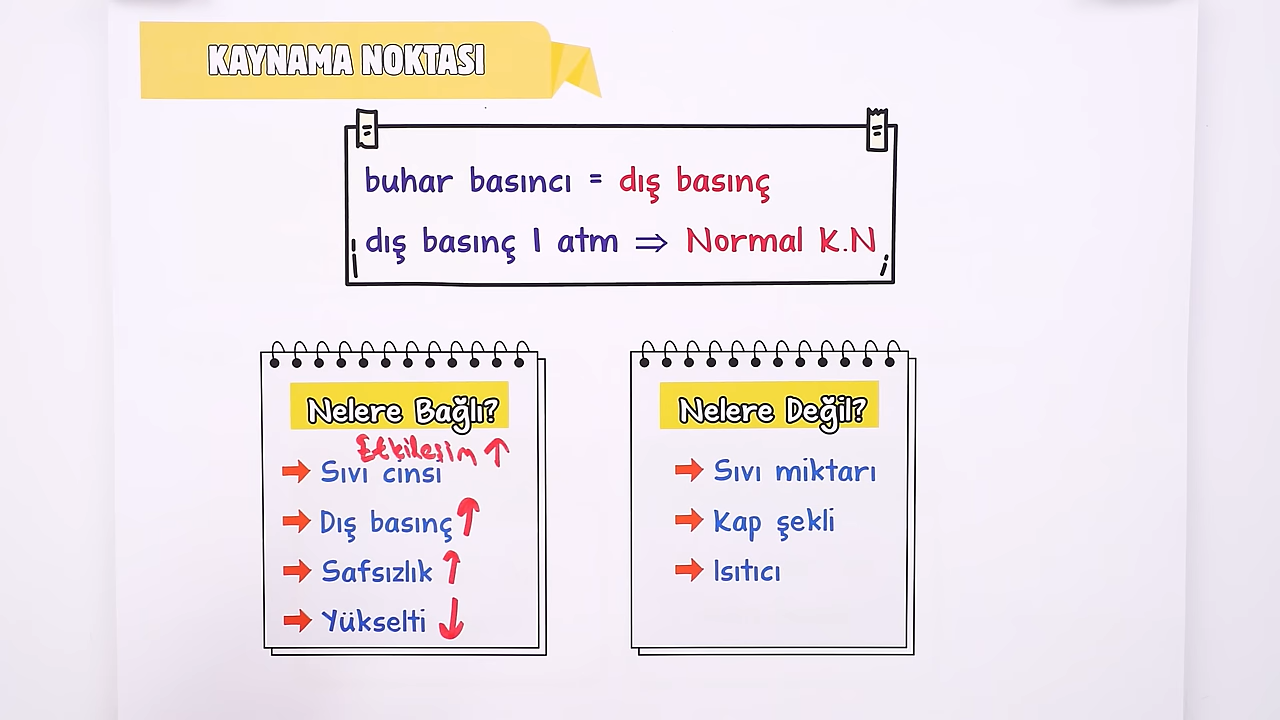 KAYNAMA NOKTASI
buhar basıncı = dış basınç
dış basınç 1 atm ⇒ Normal K.N
Nelere Bağlı?
Etkileşim ↑
Sıvı cinsi
Dış basınç ↑
Safsızlık ↑
Yükselti ↓
Nelere Değil?
Sıvı miktarı
Kap şekli
Isıtıcı